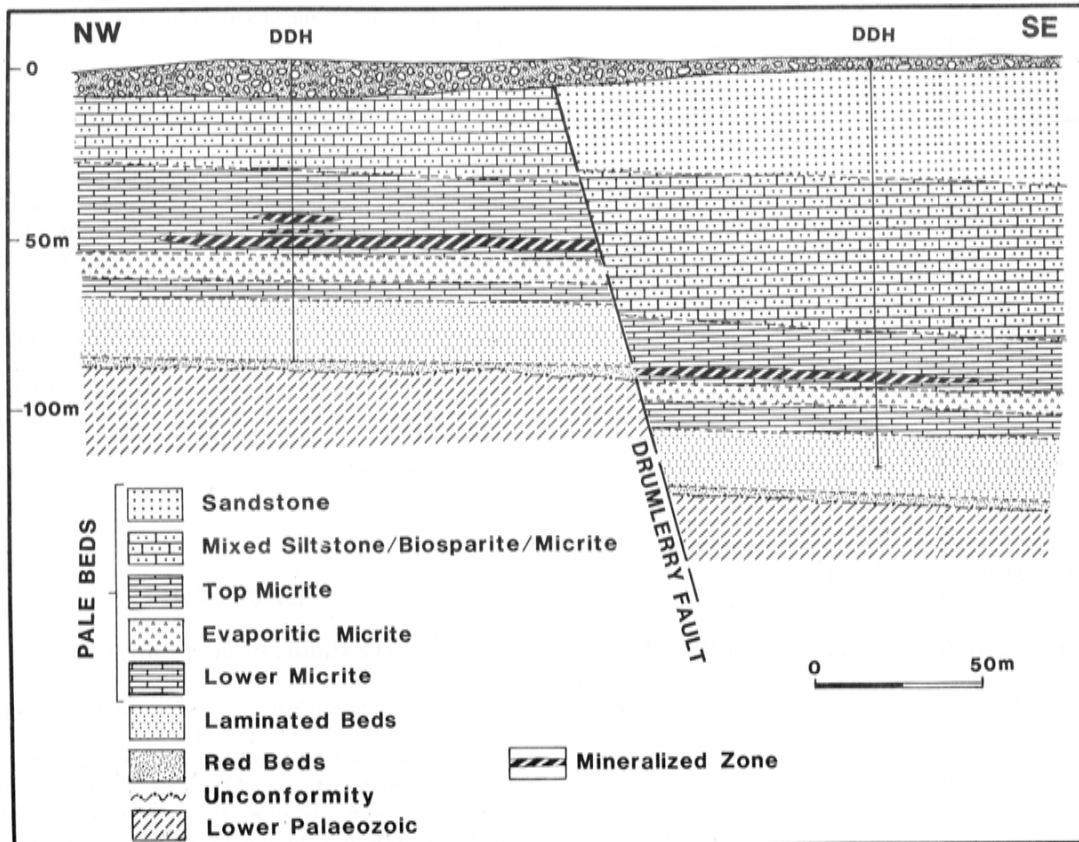 NW
DDH
DDH
SE
0
50m
100m
DRUMLERRY FAULT
PALE BEDS
Sandstone
Mixed Siltstone/Biosparite/Micrite
Top Micrite
Evaporitic Micrite
Lower Micrite
Laminated Beds
Red Beds
Unconformity
Lower Palaeozoic
0
50m
Mineralized Zone